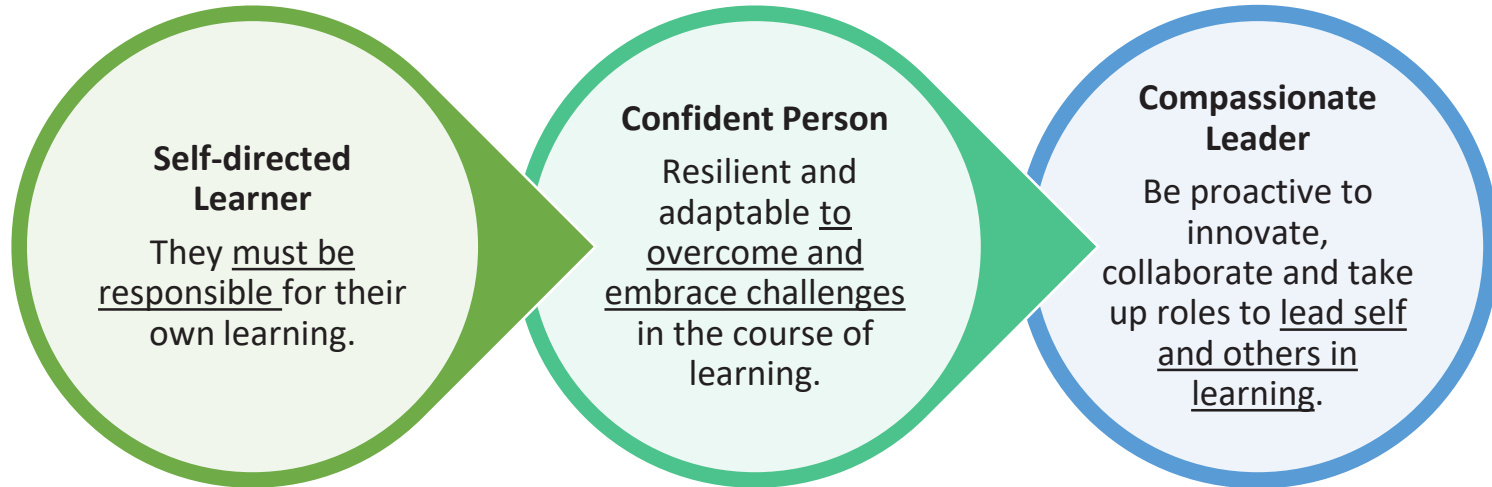 Self-directed
Learner
They must be
responsible for their
own learning.
Confident Person
Resilient and
adaptable to
overcome and
embrace challenges
in the course of
learning.
Compassionate
Leader
Be proactive to
innovate,
collaborate and take
up roles to lead self
and others in
learning.